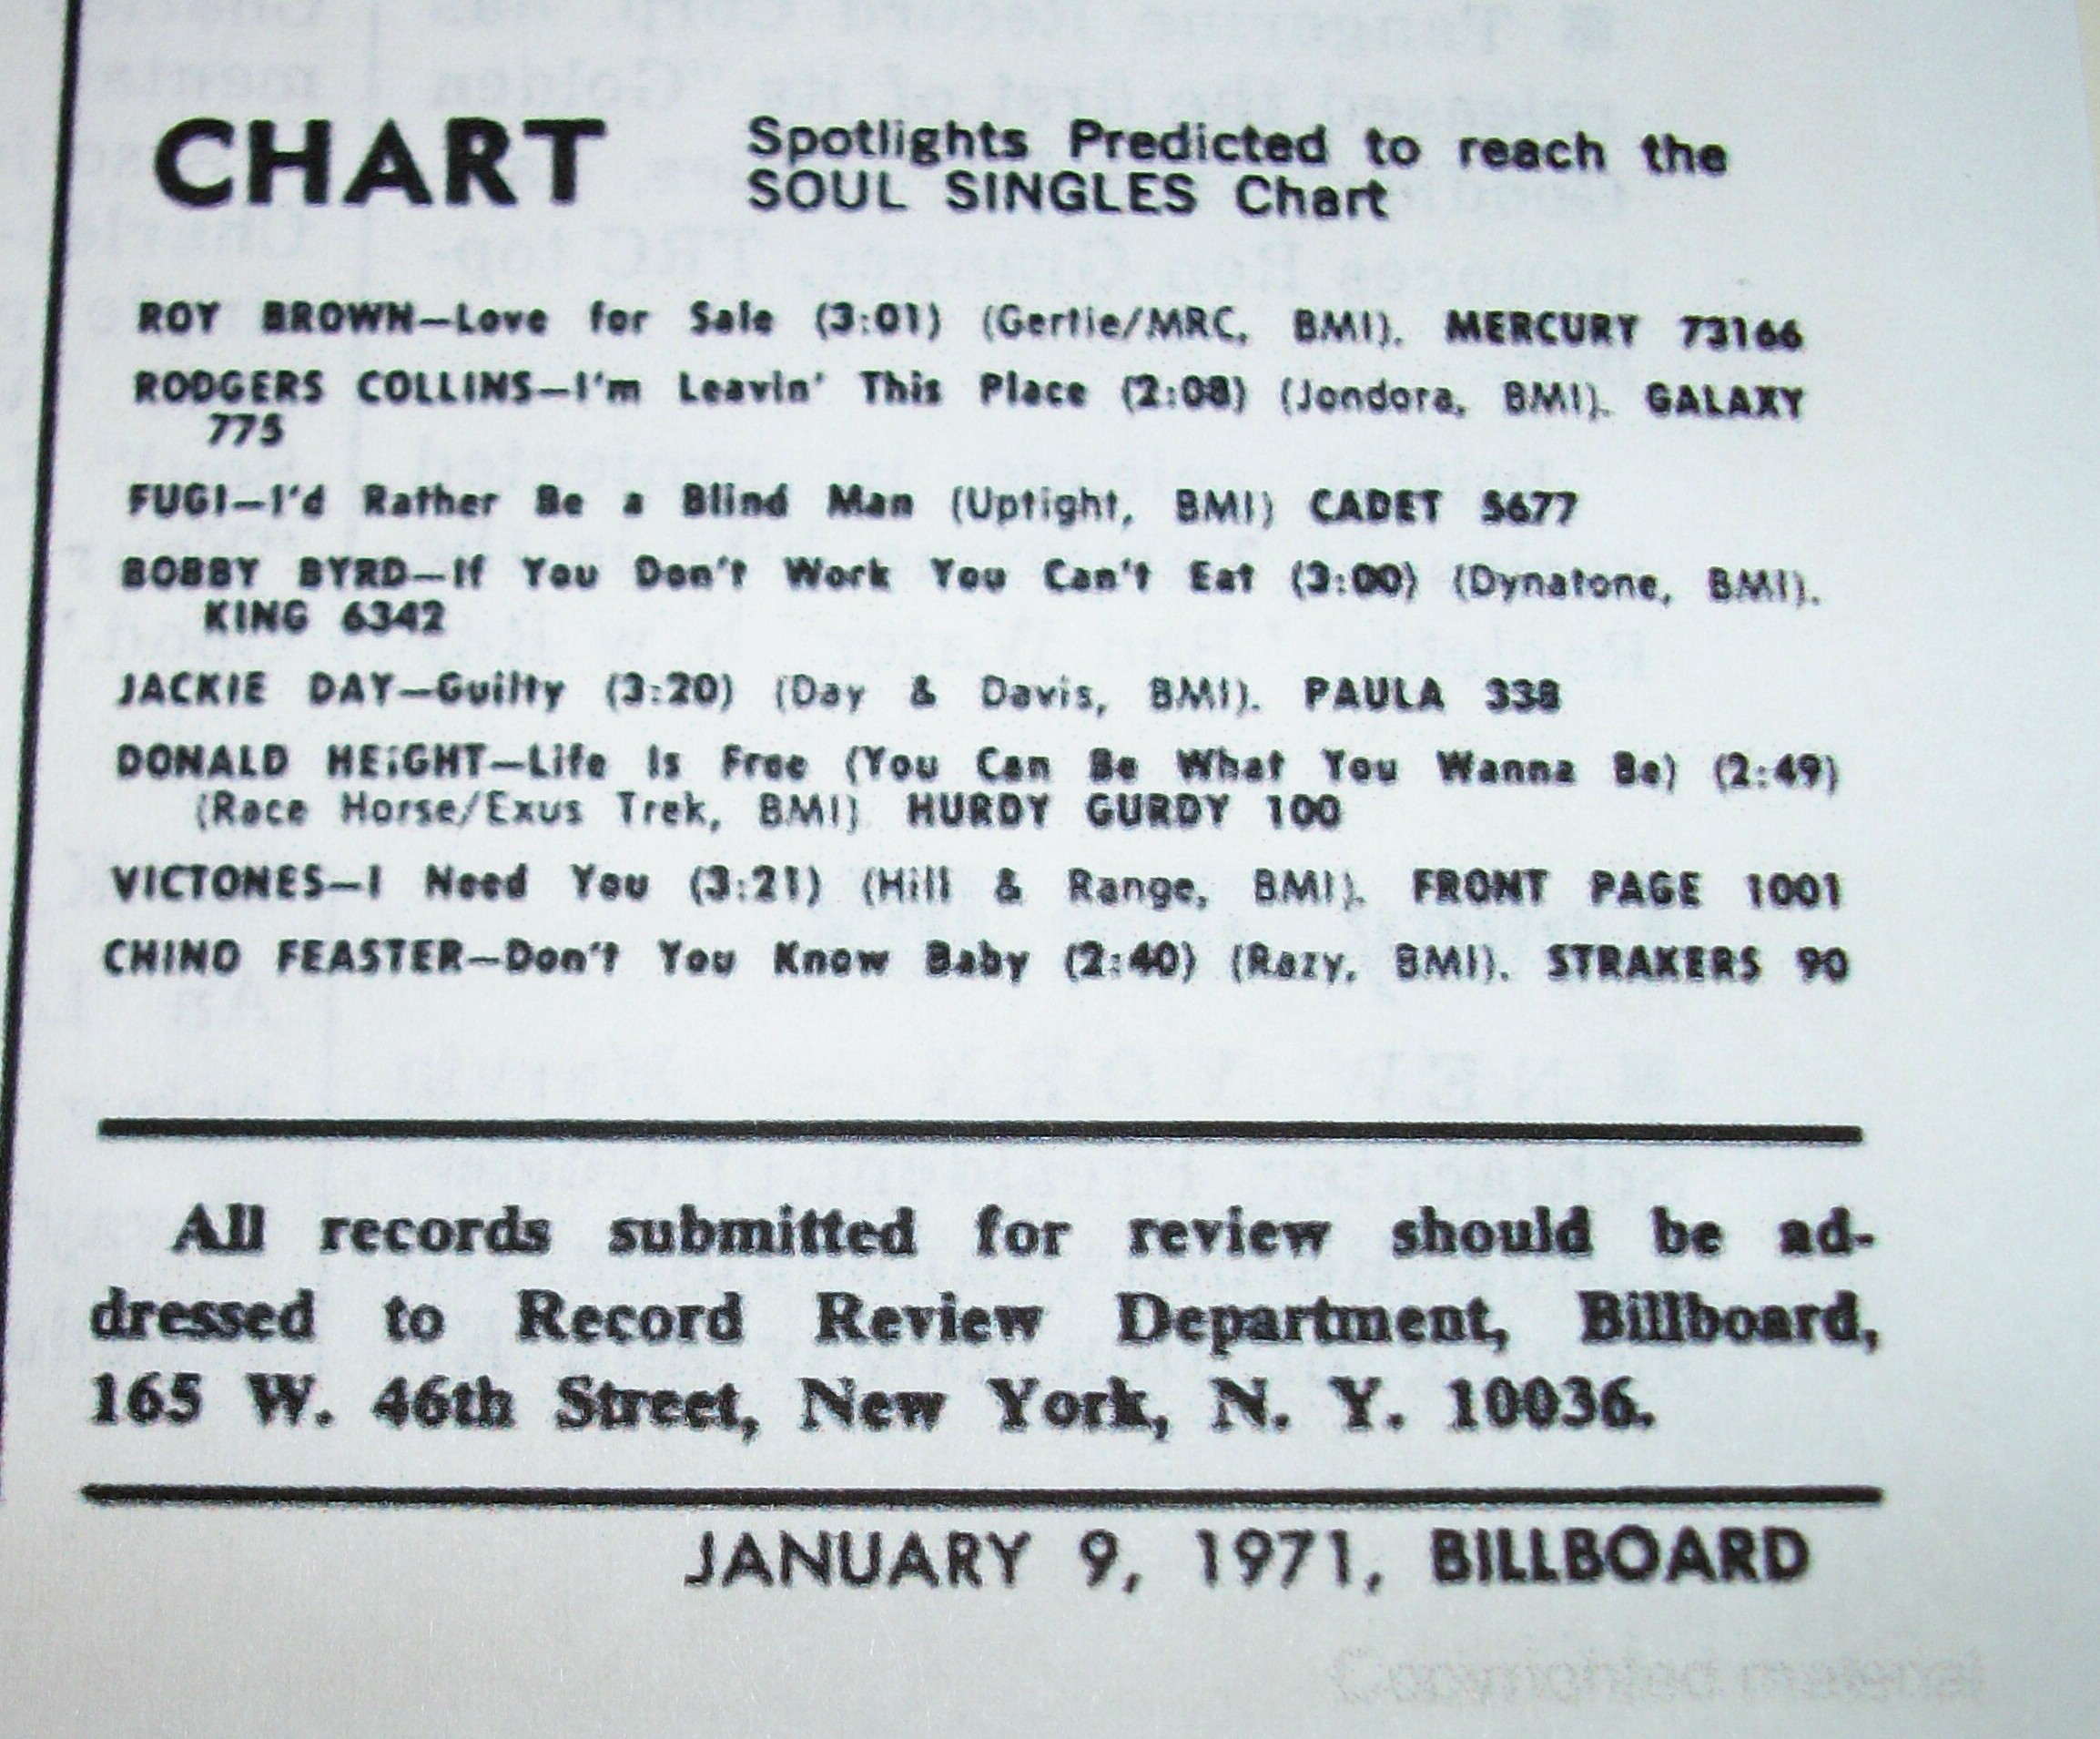 CHART
Spotlights Predicted to reach the
SOUL SINGLES Chart
ROY BROWN—Love for Sale (3:01) (Gertie/MRC, BMI). MERCURY 73166
RODGERS COLLINS—I'm Leavin' This Place (2:08) (Jondora, BMI). GALAXY
775
FUGI—I'd Rather Be a Blind Man (Uptight, BMI) CADET 5677
BOBBY BYRD—If You Don't Work You Can't Eat (3:00) (Dynatone, BMI).
KING 6342
JACKIE DAY—Guilty (3:20) (Day & Davis, BMI). PAULA 338
DONALD HEIGHT—Life Is Free (You Can Be What You Wanna Be) (2:49)
(Race Horse/Exus Trek, BMI) HURDY GURDY 100
VICTONES—I Need You (3:21) (Hill & Range, BMI). FRONT PAGE 1001
CHINO FEASTER—Don't You Know Baby (2:40) (Razy, BMI). STRAKERS 90
All records submitted for review should be ad-
dressed to Record Review Department, Billboard,
165 W. 46th Street, New York, N. Y. 10036.
JANUARY 9, 1971, BILLBOARD
Copyrighted material